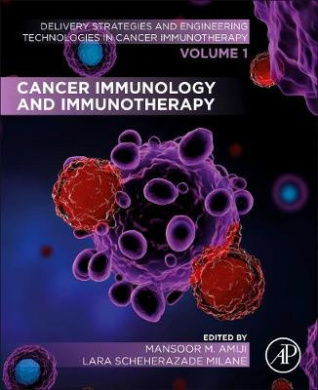 DELIVERY STRATEGIES AND ENGINEERING
TECHNOLOGIES IN CANCER IMMUNOTHERAPY
VOLUME 1
CANCER IMMUNOLOGY
AND IMMUNOTHERAPY
EDITED BY
MANSOOR M. AMIJI
LARA SCHEHERAZADE MILANE
AP